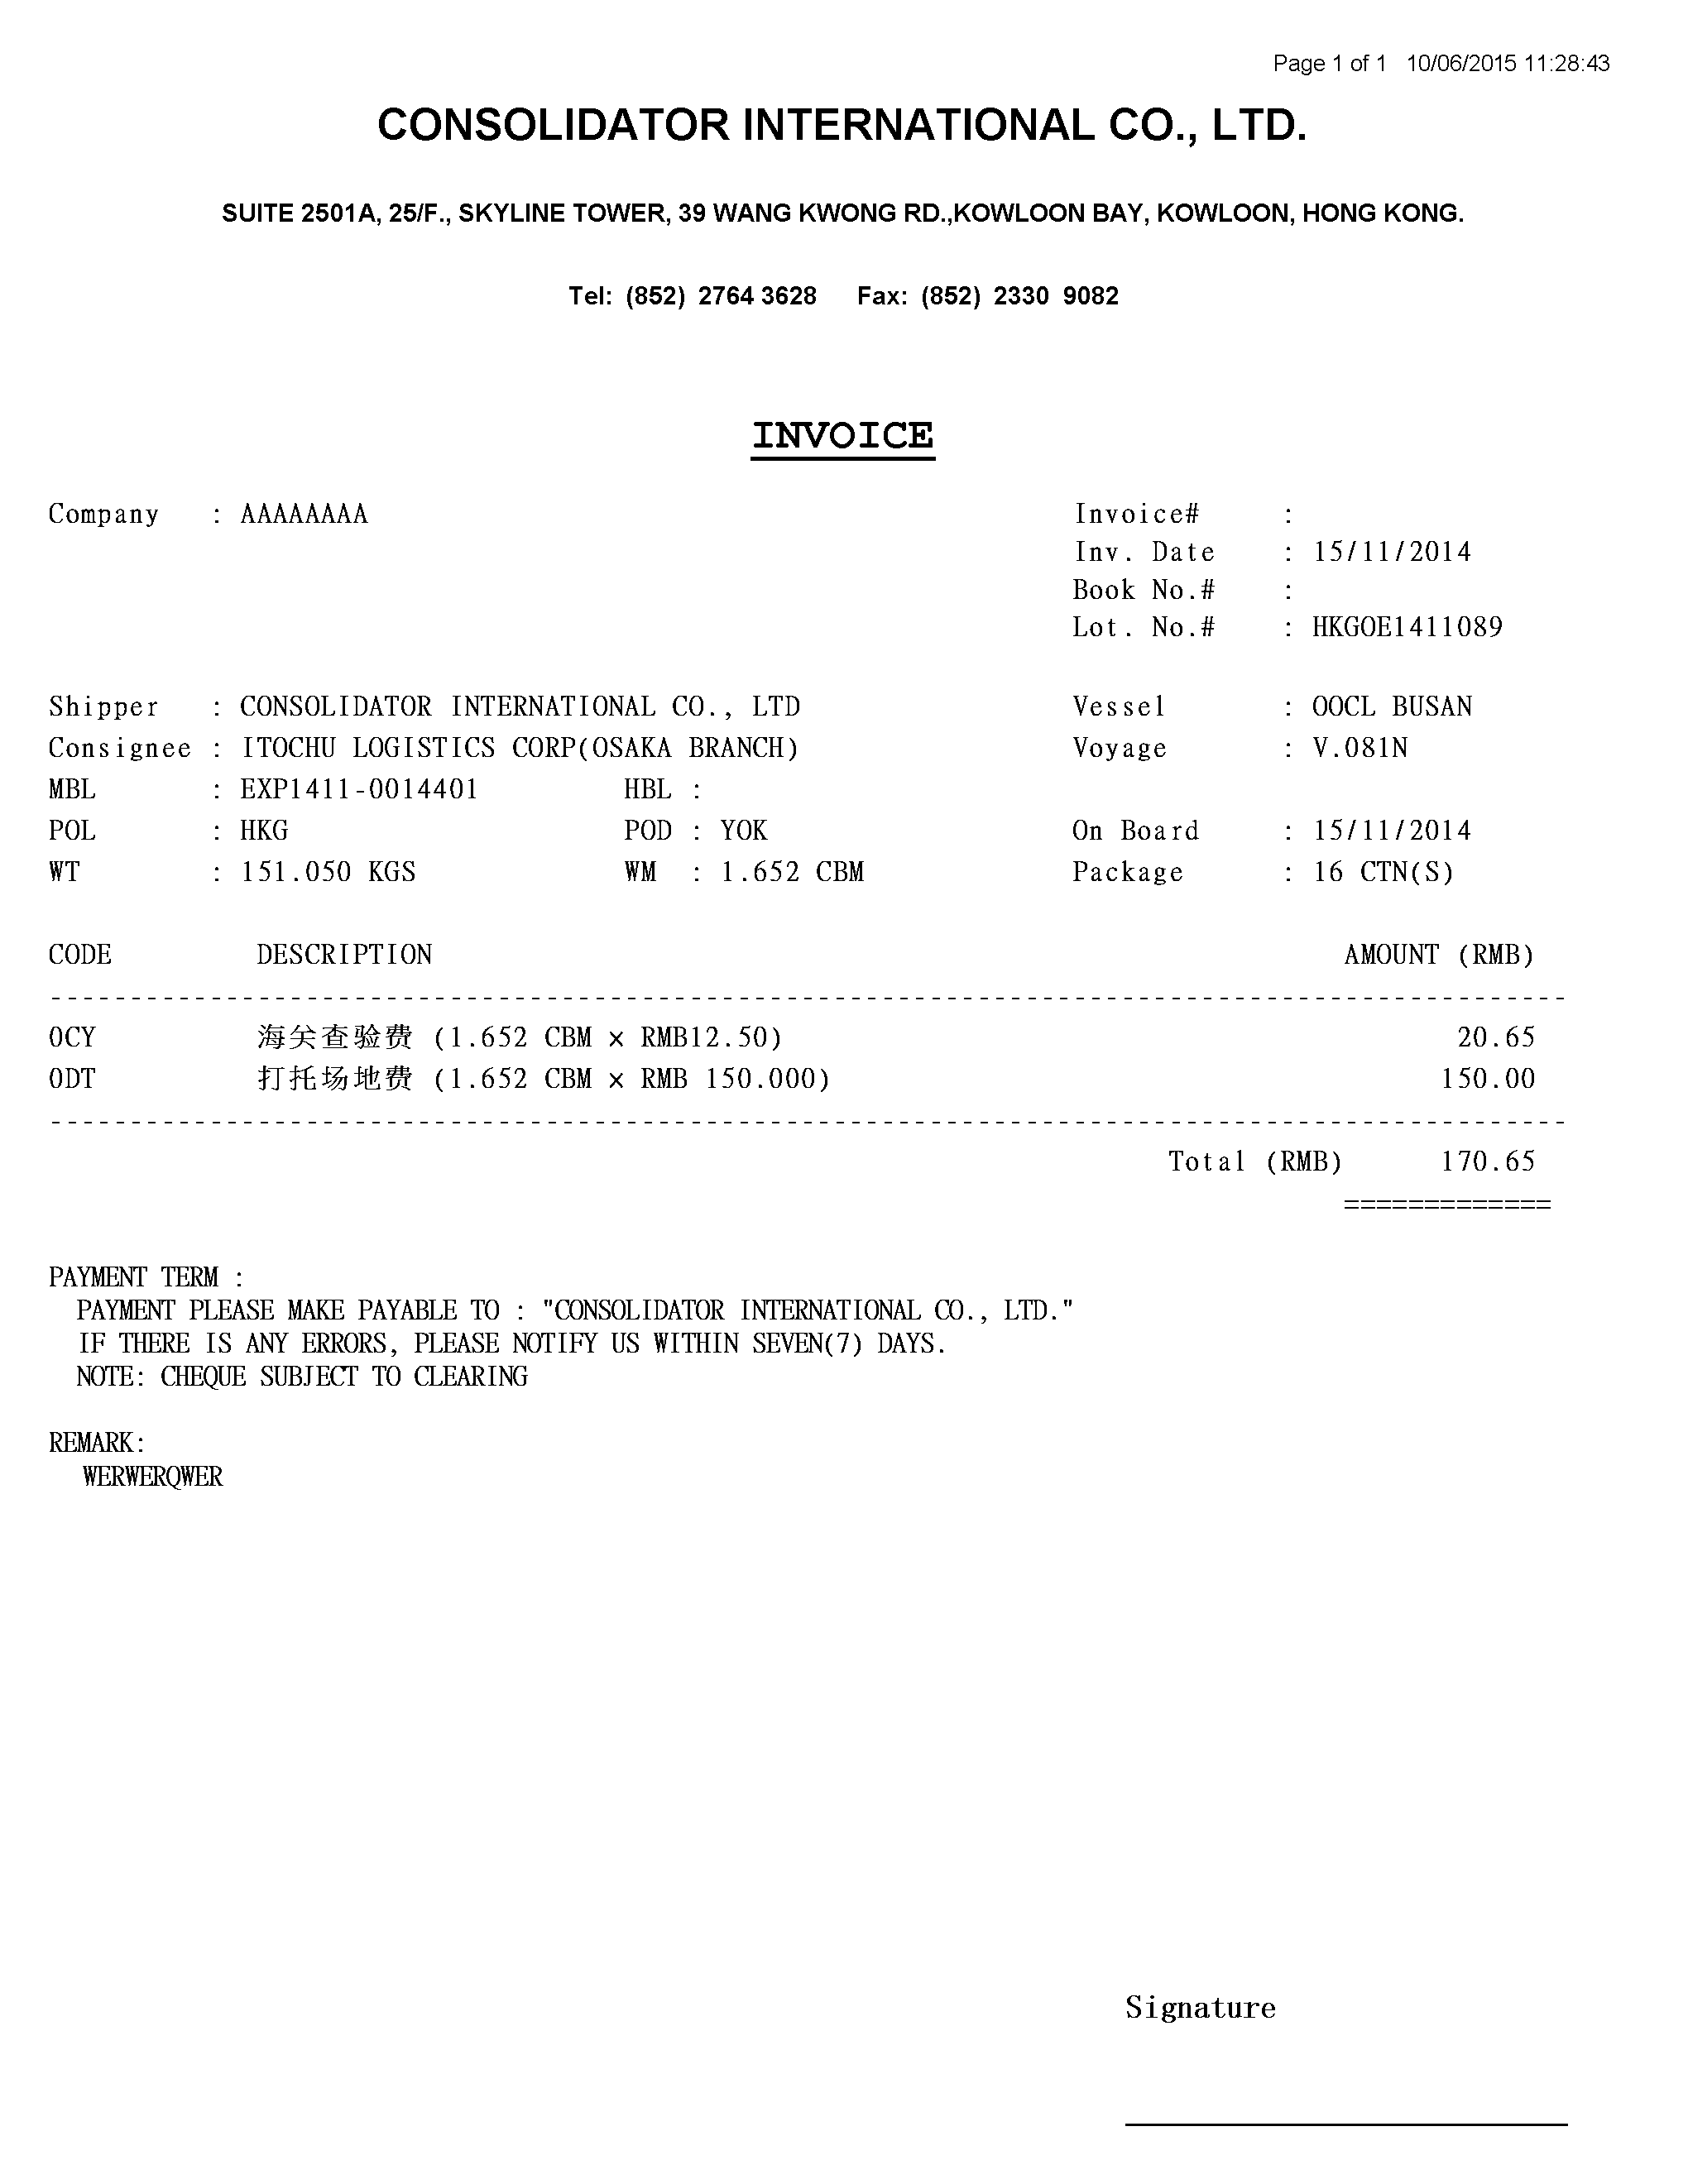 Page 1 of 1 10/06/2015 11:28:43
CONSOLIDATOR INTERNATIONAL CO., LTD.
SUITE 2501A, 25/F., SKYLINE TOWER, 39 WANG KWONG RD.,KOWLOON BAY, KOWLOON, HONG KONG.
Tel: (852) 2764 3628 Fax: (852) 2330 9082
INVOICE
Company : AAAAAAAA Invoice# :
Inv. Date : 15/11/2014
Book No.# :
Lot. No.# : HKGOE1411089
Shipper : CONSOLIDATOR INTERNATIONAL CO., LTD Vessel : OOCL BUSAN
Consignee : ITOCHU LOGISTICS CORP(OSAKA BRANCH) Voyage : V.081N
MBL : EXP1411-0014401 HBL :
POL : HKG POD : YOK On Board : 15/11/2014
WT : 151.050 KGS WM : 1.652 CBM Package : 16 CTN(S)
CODE DESCRIPTION AMOUNT (RMB)
-----------------------------------------------------------------------------------------------
OCY 海关查验费 (1.652 CBM × RMB12.50) 20.65
ODT 打托场地费 (1.652 CBM × RMB 150.000) 150.00
-----------------------------------------------------------------------------------------------
Total (RMB) 170.65
=============
PAYMENT TERM :
PAYMENT PLEASE MAKE PAYABLE TO : "CONSOLIDATOR INTERNATIONAL CO., LTD."
IF THERE IS ANY ERRORS, PLEASE NOTIFY US WITHIN SEVEN(7) DAYS.
NOTE: CHEQUE SUBJECT TO CLEARING
REMARK:
WERWERQWER
Signature